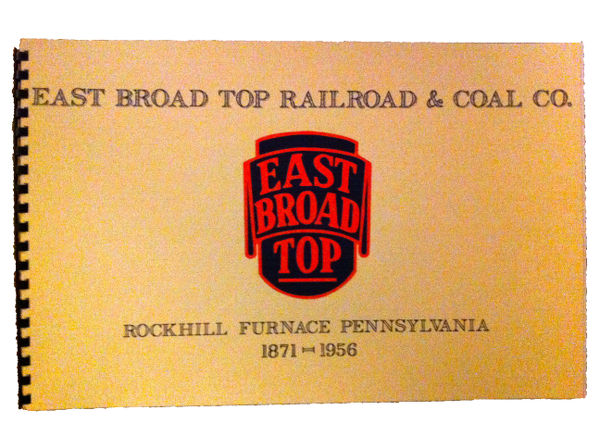 EAST BROAD TOP RAILROAD & COAL CO.
EAST
BROAD
TOP
ROCKHILL FURNACE PENNSYLVANIA
1871-1956